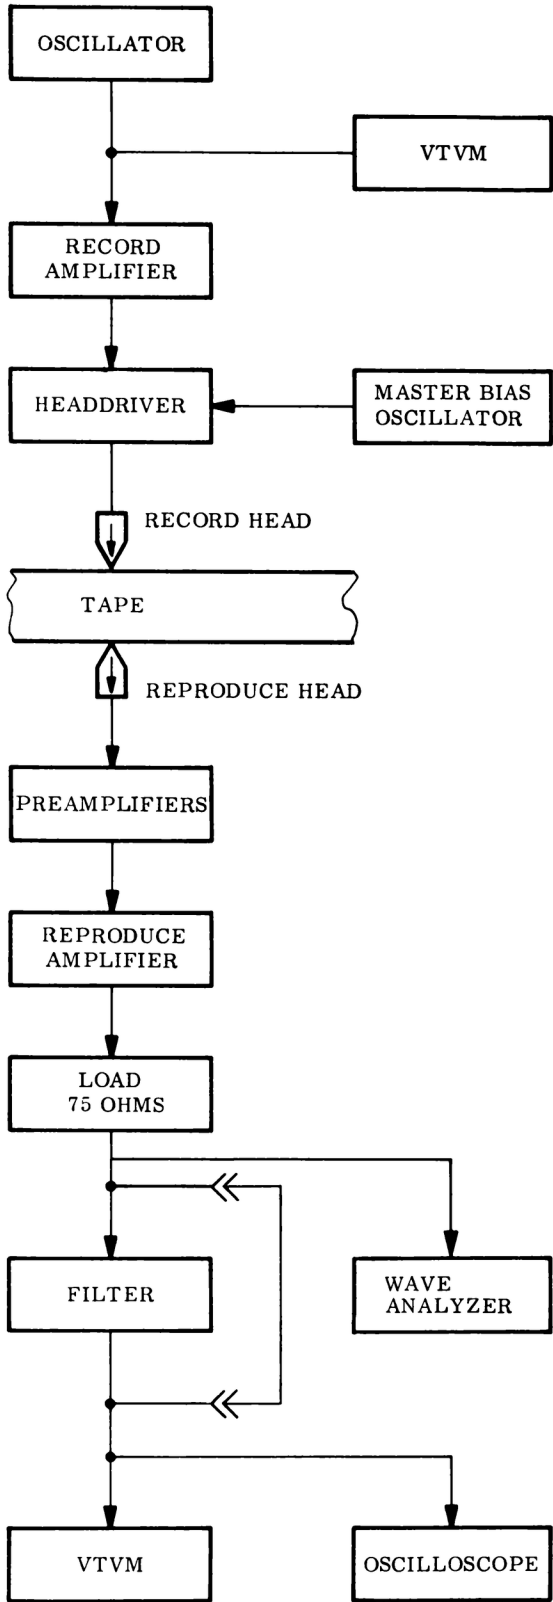 OSCILLATOR
VTVM
RECORD
AMPLIFIER
HEADDRIVER
MASTER BIAS
OSCILLATOR
RECORD HEAD
TAPE
REPRODUCE HEAD
PREAMPLIFIERS
REPRODUCE
AMPLIFIER
LOAD
75 OHMS
FILTER
WAVE
ANALYZER
VTVM
OSCILLOSCOPE